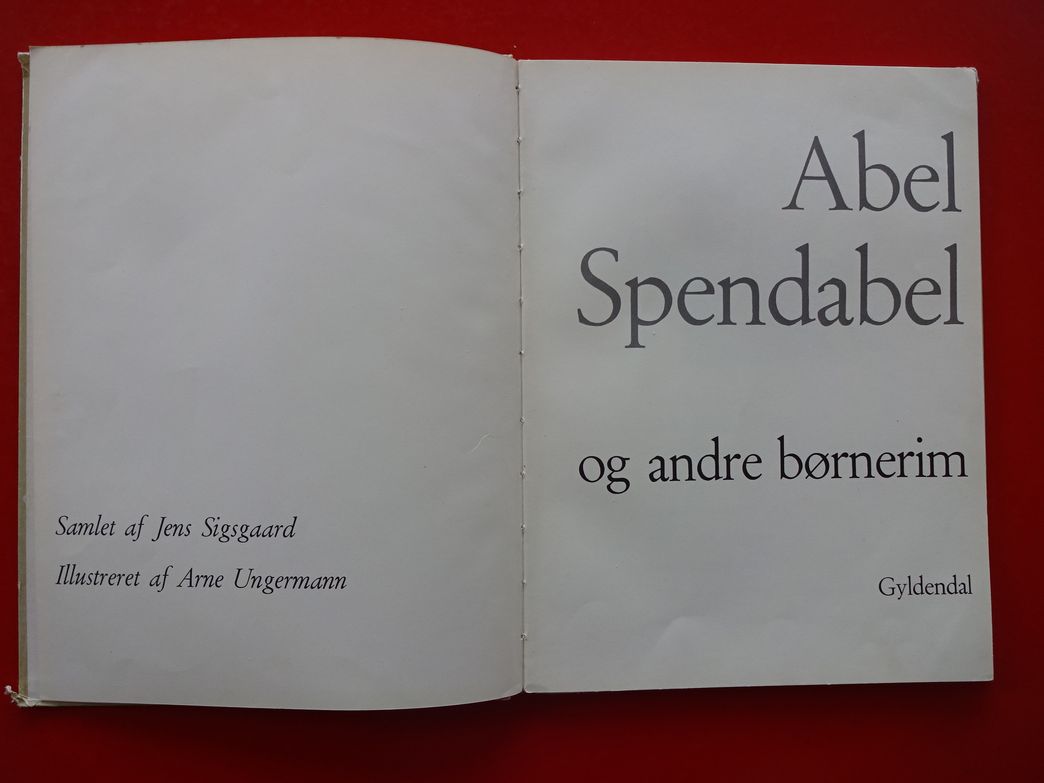 Samlet af Jens Sigsgaard
Illustreret af Arne Ungermann
Abel
Spendabel
og andre børnerim
Gyldendal